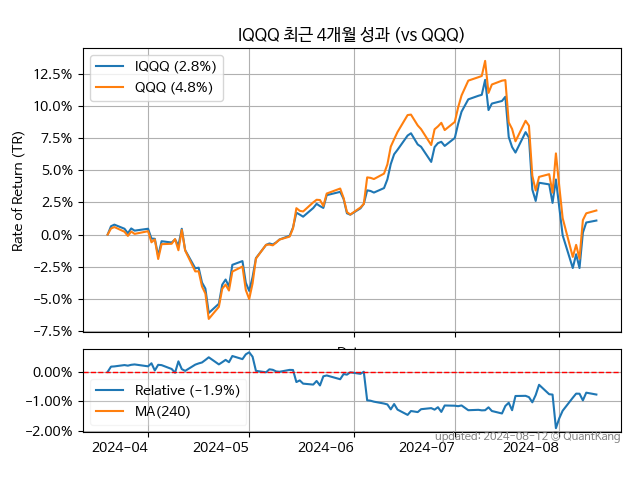 IQQQ 최근 4개월 성과 (vs QQQ)
IQQQ (2.8%)
QQQ (4.8%)
Rate of Return (TR)
12.5%
10.0%
7.5%
5.0%
2.5%
0.0%
−2.5%
−5.0%
−7.5%
0.00%
−1.00%
−2.00%
Relative (−1.9%)
MA(240)
updated: 2024-08-12 © QuantKang
2024-04
2024-05
2024-06
2024-07
2024-08